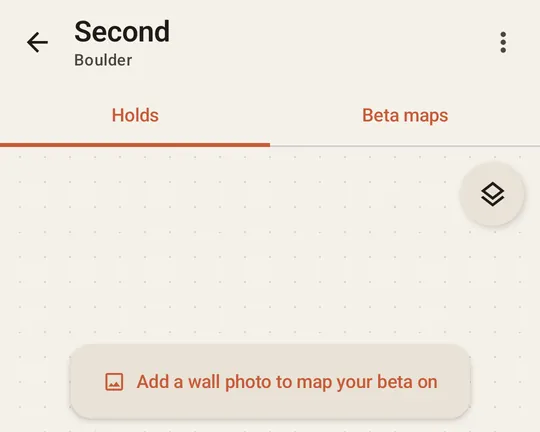 Second
Boulder
Holds
Beta maps
Add a wall photo to map your beta on